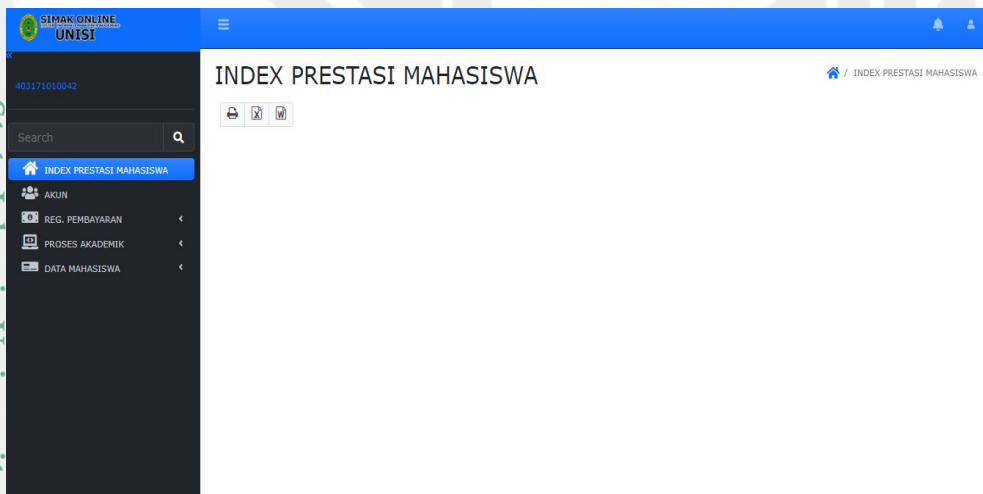 SIMAK ONLINE
UNISI
403171010042
Search
INDEX PRESTASI MAHASISWA
AKUN
REG. PEMBAYARAN
PROSES AKADEMIK
DATA MAHASISWA
INDEX PRESTASI MAHASISWA
/ INDEX PRESTASI MAHASISWA